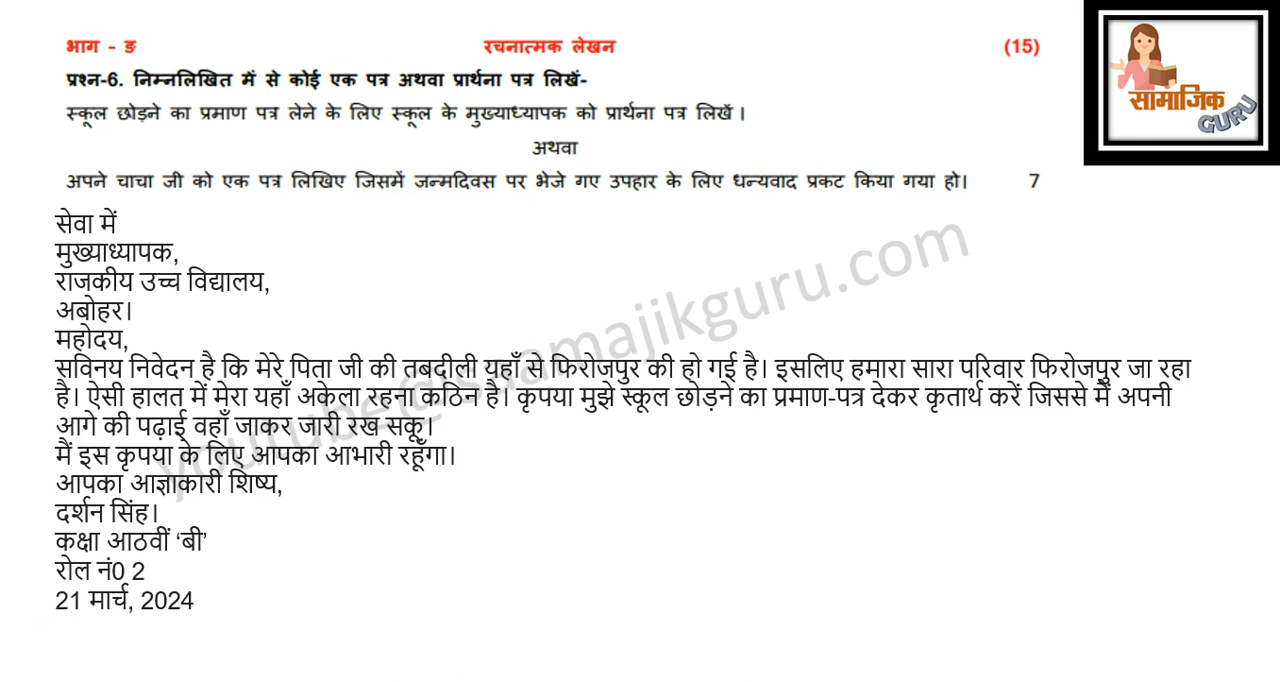 भाग - ङ रचनात्मक लेखन (15)
प्रश्न-6. निम्नलिखित में से कोई एक पत्र अथवा प्रार्थना पत्र लिखें-
स्कूल छोड़ने का प्रमाण पत्र लेने के लिए स्कूल के मुख्याध्यापक को प्रार्थना पत्र लिखें ।
अथवा
अपने चाचा जी को एक पत्र लिखिए जिसमें जन्मदिवस पर भेजे गए उपहार के लिए धन्यवाद प्रकट किया गया हो। 7
सामाजिक
GURU
सेवा में
मुख्याध्यापक,
राजकीय उच्च विद्यालय,
अबोहर।
महोदय,
सविनय निवेदन है कि मेरे पिता जी की तबदीली यहाँ से फिरोजपुर की हो गई है। इसलिए हमारा सारा परिवार फिरोजपुर जा रहा
है। ऐसी हालत में मेरा यहाँ अकेला रहना कठिन है। कृपया मुझे स्कूल छोड़ने का प्रमाण-पत्र देकर कृतार्थ करें जिससे मैं अपनी
आगे की पढ़ाई वहाँ जाकर जारी रख सकूँ।
मैं इस कृपया के लिए आपका आभारी रहूँगा।
आपका आज्ञाकारी शिष्य,
दर्शन सिंह।
कक्षा आठवीं ‘बी’
रोल नं0 2
21 मार्च, 2024
youtube@ssamajikguru.com